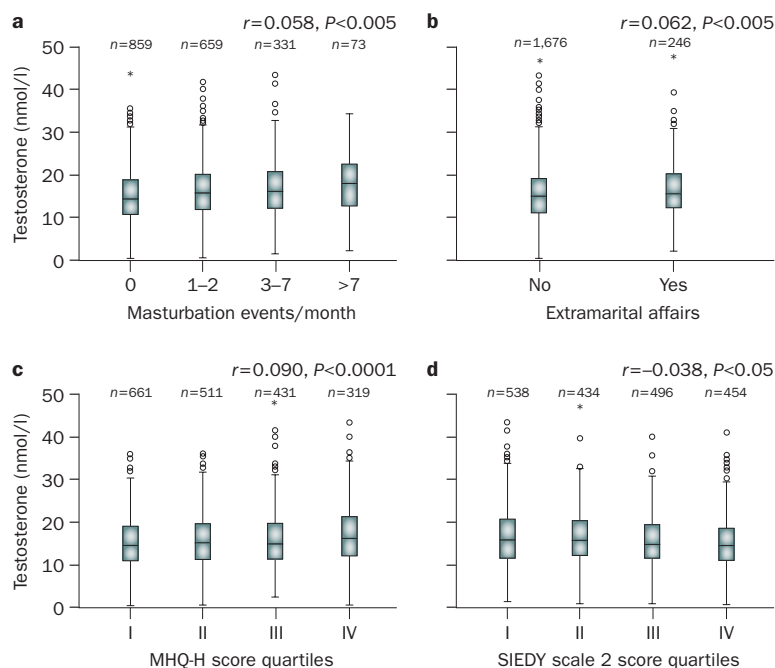 a
r=0.058, P<0.005
n=859 n=659 n=331 n=73
50
40
30
20
10
0
Testosterone (nmol/l)
*
0 1–2 3–7 >7
Masturbation events/month
b
r=0.062, P<0.005
n=1,676 n=246
* *
No Yes
Extramarital affairs
c
r=0.090, P<0.0001
n=661 n=511 n=431 n=319
50
40
30
20
10
0
Testosterone (nmol/l)
*
I II III IV
MHQ-H score quartiles
d
r=–0.038, P<0.05
n=538 n=434 n=496 n=454
*
I II III IV
SIEDY scale 2 score quartiles